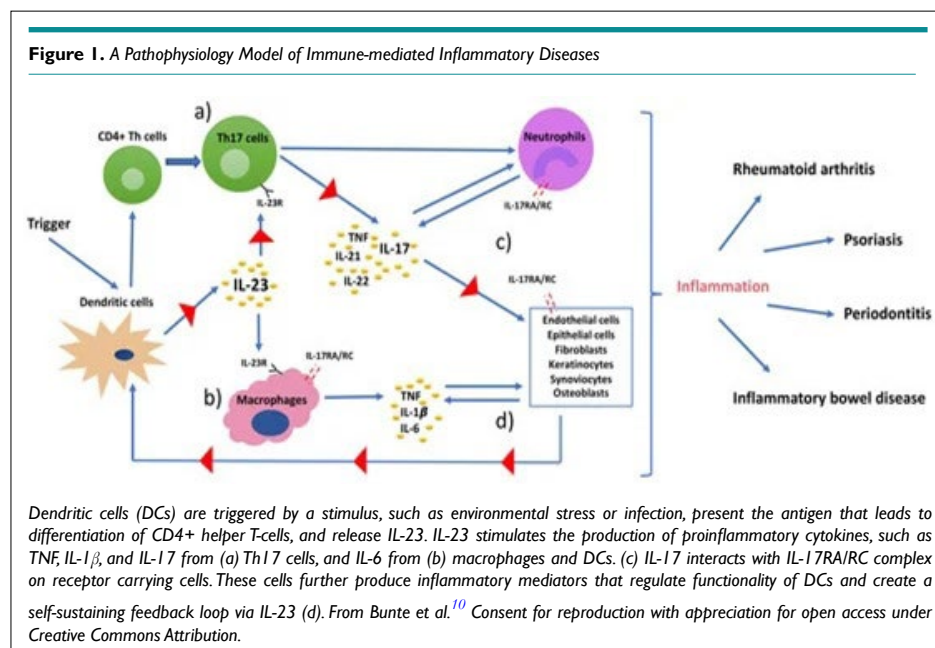 Figure 1. A Pathophysiology Model of Immune-mediated Inflammatory Diseases
a)
CD4+ Th cells
Th17 cells
Neutrophils
IL-23R
IL-17RA/RC
Trigger
TNF
IL-17
IL-21
IL-22
c)
Dendritic cells
IL-23
IL-17RA/RC
Endothelial cells
Epithelial cells
Fibroblasts
Keratinocytes
Synoviocytes
Osteoblasts
IL-23R
IL-17RA/RC
b)
Macrophages
TNF
IL-1β
IL-6
d)
Inflammation
Rheumatoid arthritis
Psoriasis
Periodontitis
Inflammatory bowel disease
Dendritic cells (DCs) are triggered by a stimulus, such as environmental stress or infection, present the antigen that leads to
differentiation of CD4+ helper T-cells, and release IL-23. IL-23 stimulates the production of proinflammatory cytokines, such as
TNF, IL-1β, and IL-17 from (a) Th17 cells, and IL-6 from (b) macrophages and DCs. (c) IL-17 interacts with IL-17RA/RC complex
on receptor carrying cells. These cells further produce inflammatory mediators that regulate functionality of DCs and create a
self-sustaining feedback loop via IL-23 (d). From Bunte et al.10 Consent for reproduction with appreciation for open access under
Creative Commons Attribution.